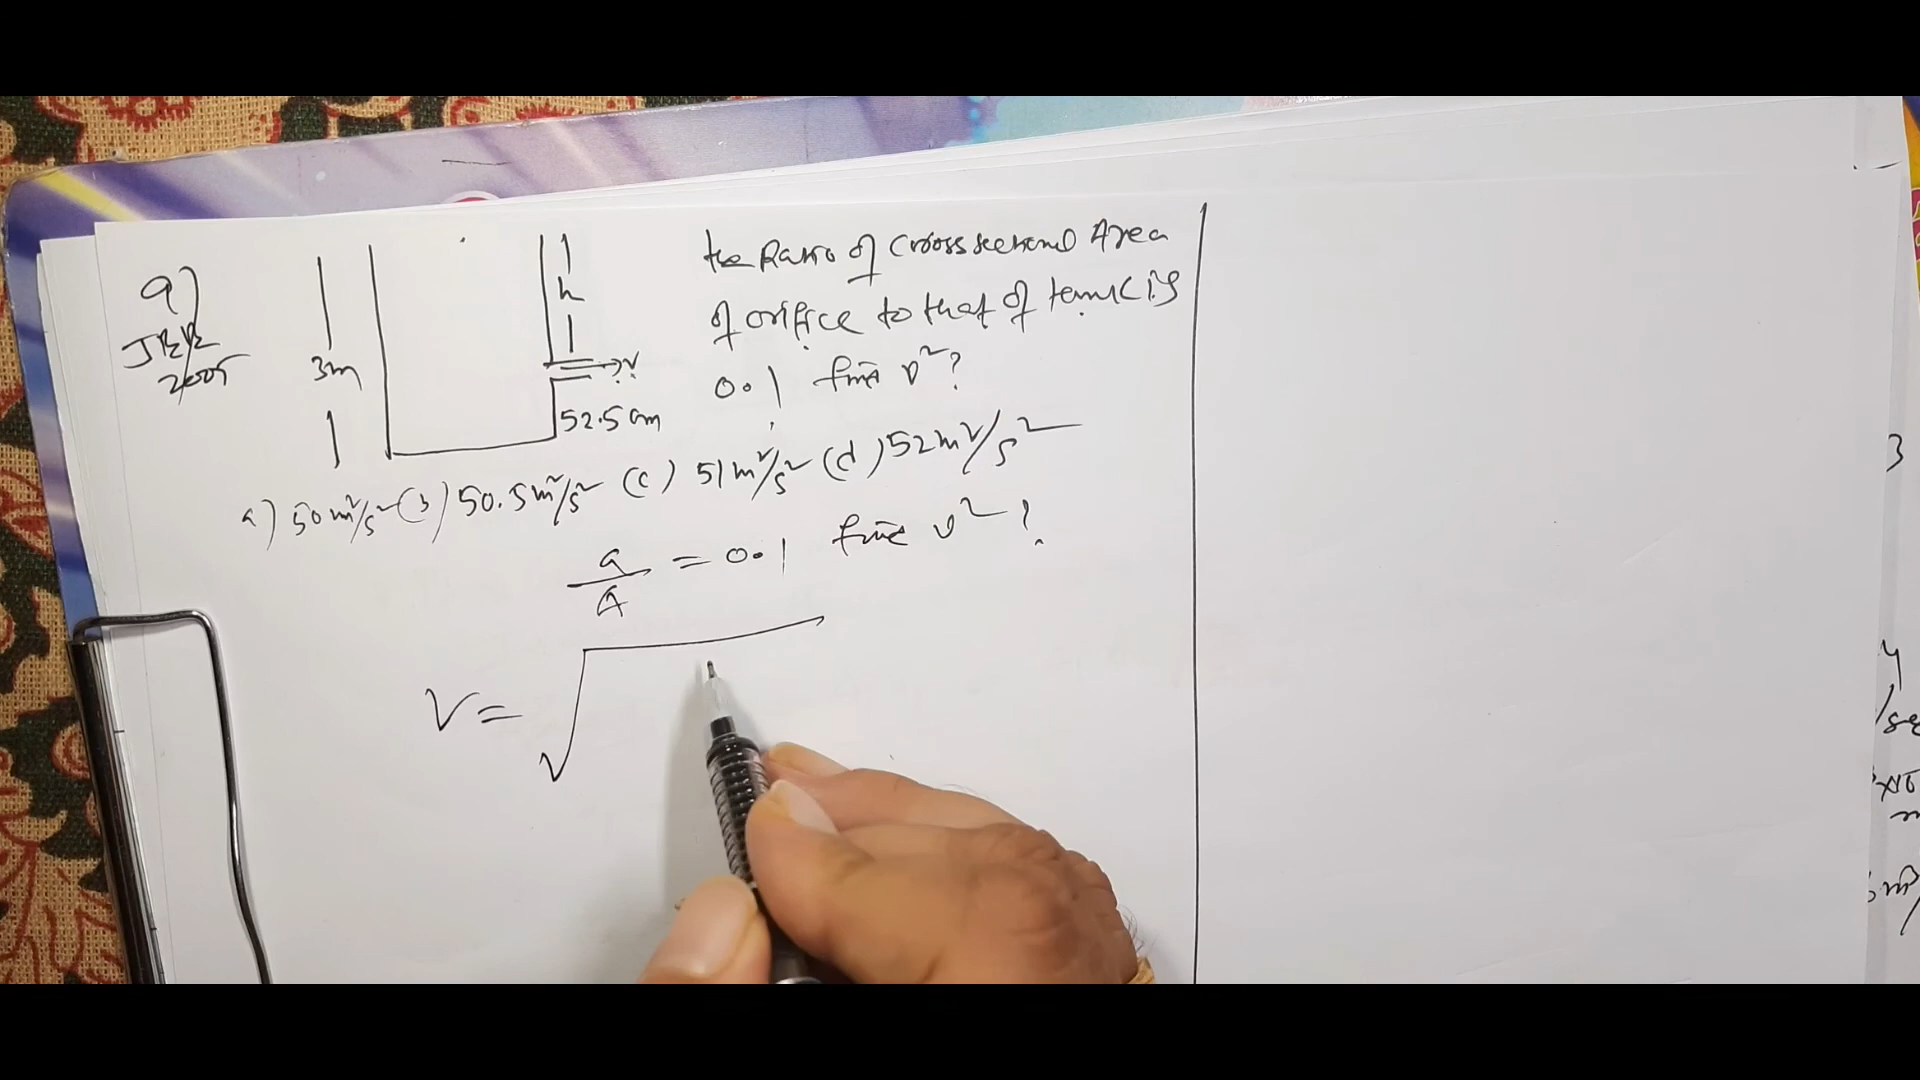 9)
JEE
2005
3m
h
v
52.5 cm
the Ratio of Crosssectional Area
of orifice to that of tank is
0.1 find v²?
a) 50 m²/s² (b) 50.5 m²/s² (c) 51 m²/s² (d) 52 m²/s²
a/A = 0.1 find v²?
V = √
3
y